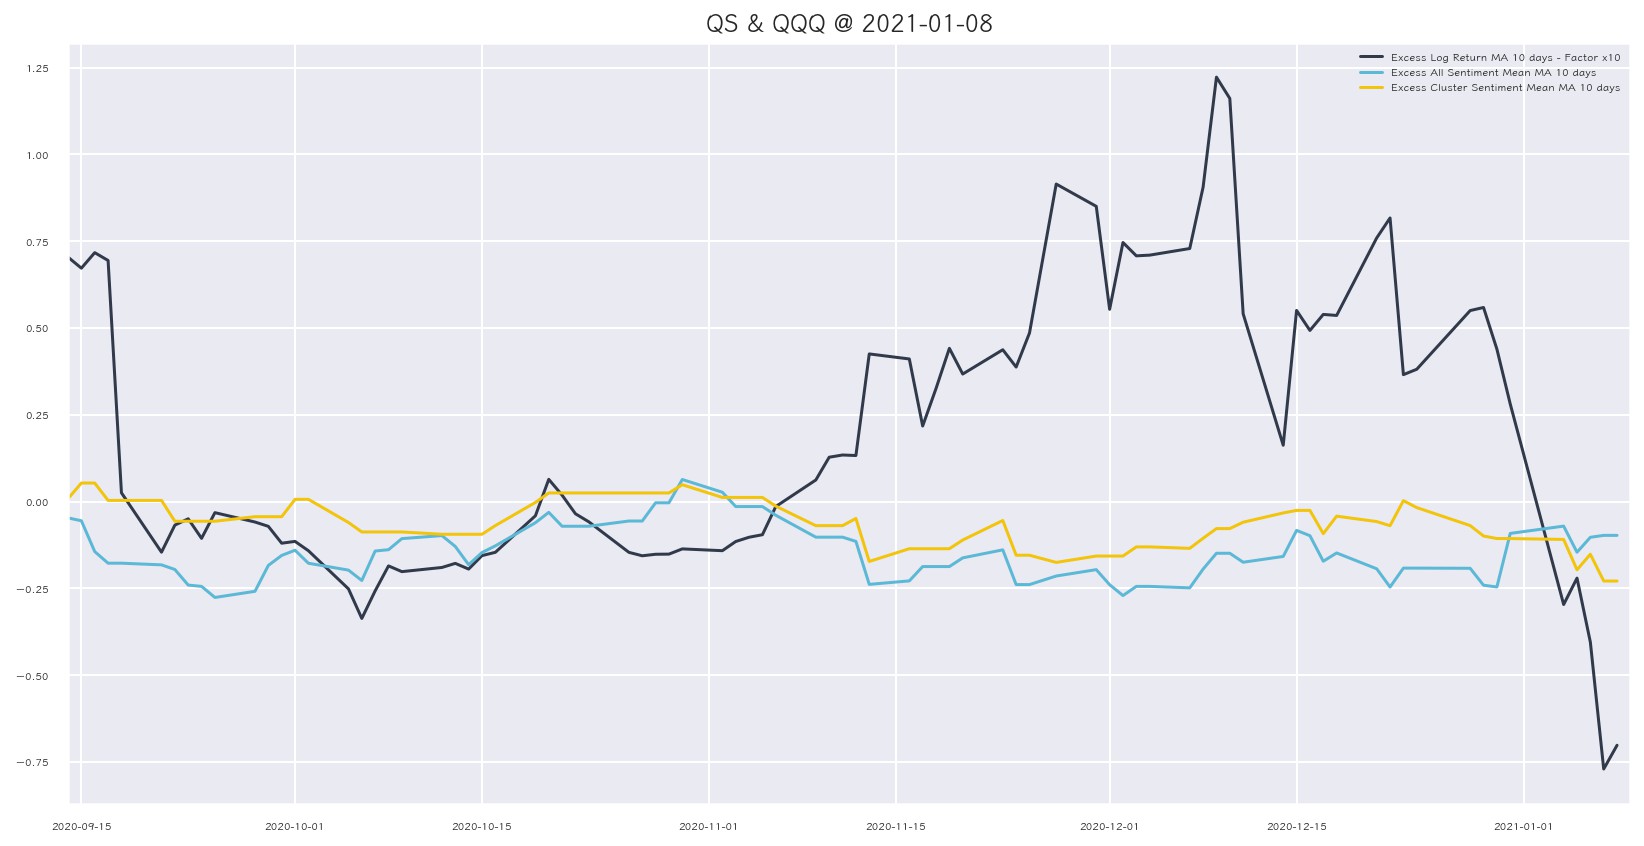 QS & QQQ @ 2021-01-08
Excess Log Return MA 10 days - Factor x10
Excess All Sentiment Mean MA 10 days
Excess Cluster Sentiment Mean MA 10 days
1.25
1.00
0.75
0.50
0.25
0.00
−0.25
−0.50
−0.75
2020-09-15 2020-10-01 2020-10-15 2020-11-01 2020-11-15 2020-12-01 2020-12-15 2021-01-01